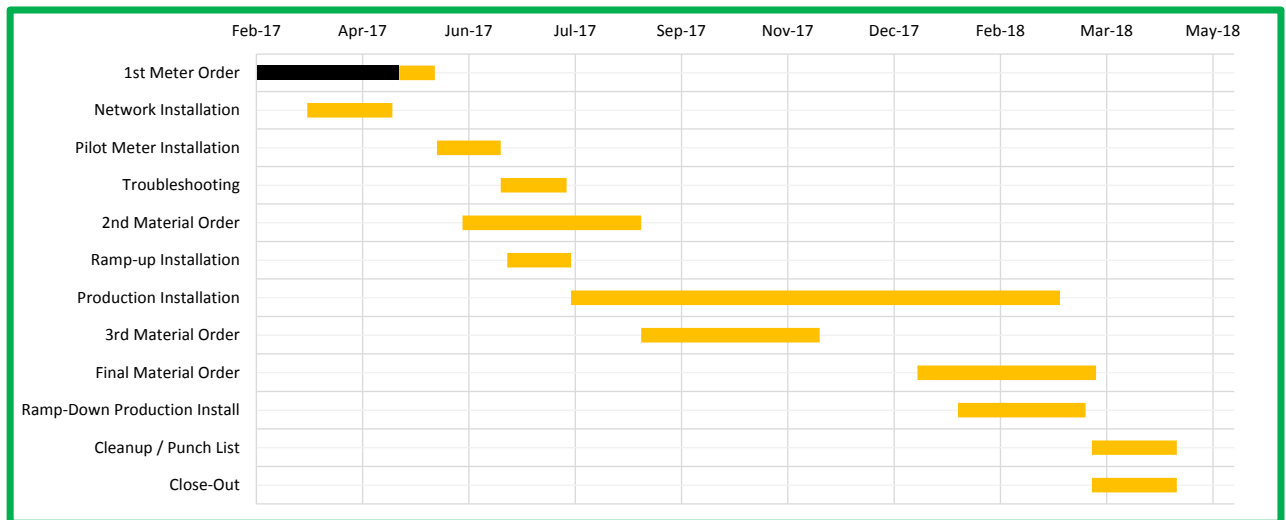 Feb-17 Apr-17 Jun-17 Jul-17 Sep-17 Nov-17 Dec-17 Feb-18 Mar-18 May-18
1st Meter Order
Network Installation
Pilot Meter Installation
Troubleshooting
2nd Material Order
Ramp-up Installation
Production Installation
3rd Material Order
Final Material Order
Ramp-Down Production Install
Cleanup / Punch List
Close-Out